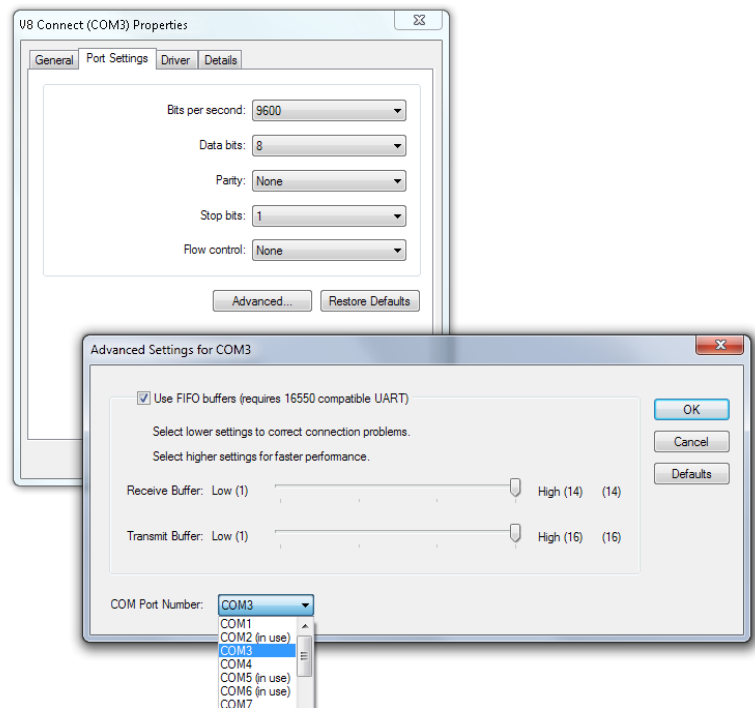 V8 Connect (COM3) Properties
General Port Settings Driver Details
Bits per second: 9600
Data bits: 8
Parity: None
Stop bits: 1
Flow control: None
Advanced... Restore Defaults
Advanced Settings for COM3
Use FIFO buffers (requires 16550 compatible UART)
OK
Select lower settings to correct connection problems.
Cancel
Select higher settings for faster performance.
Defaults
Receive Buffer: Low (1) High (14) (14)
Transmit Buffer: Low (1) High (16) (16)
COM Port Number: COM3
COM1
COM2 (in use)
COM3
COM4
COM5 (in use)
COM6 (in use)
COM7